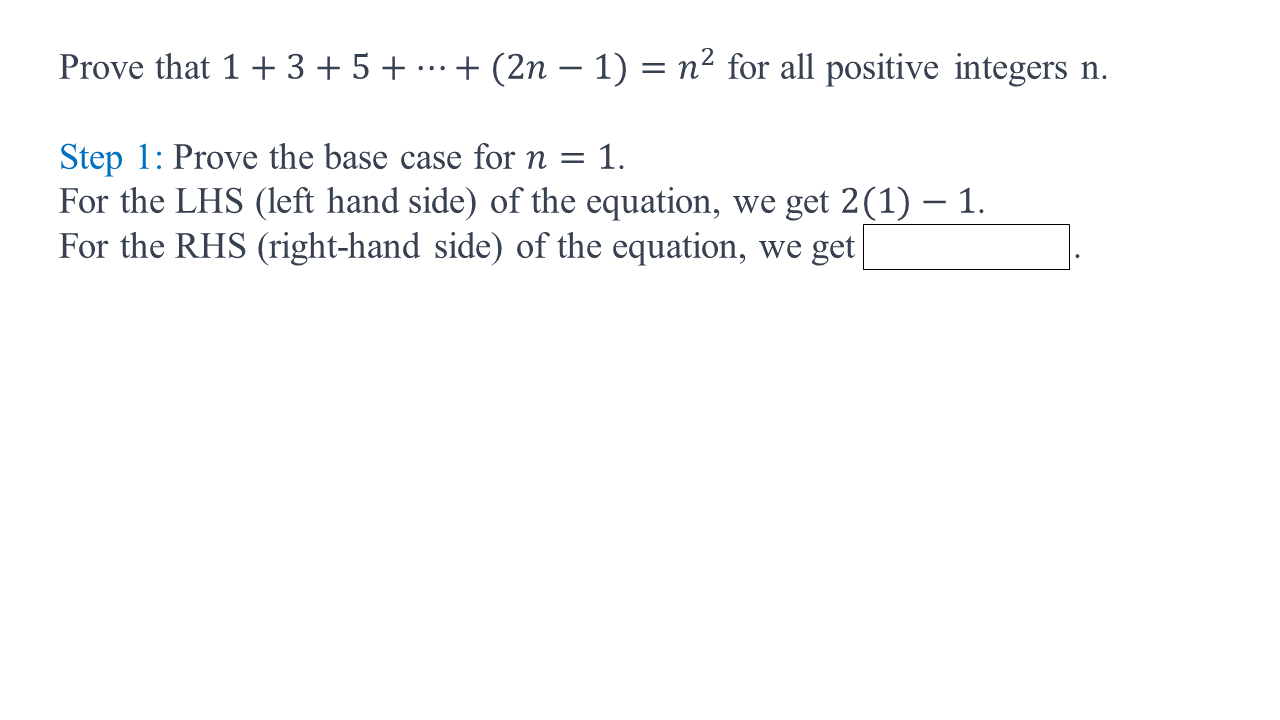 Prove that 1 + 3 + 5 + ⋯ + (2𝑛 − 1) = 𝑛² for all positive integers n.
Step 1: Prove the base case for 𝑛 = 1.
For the LHS (left hand side) of the equation, we get 2(1) − 1.
For the RHS (right-hand side) of the equation, we get .